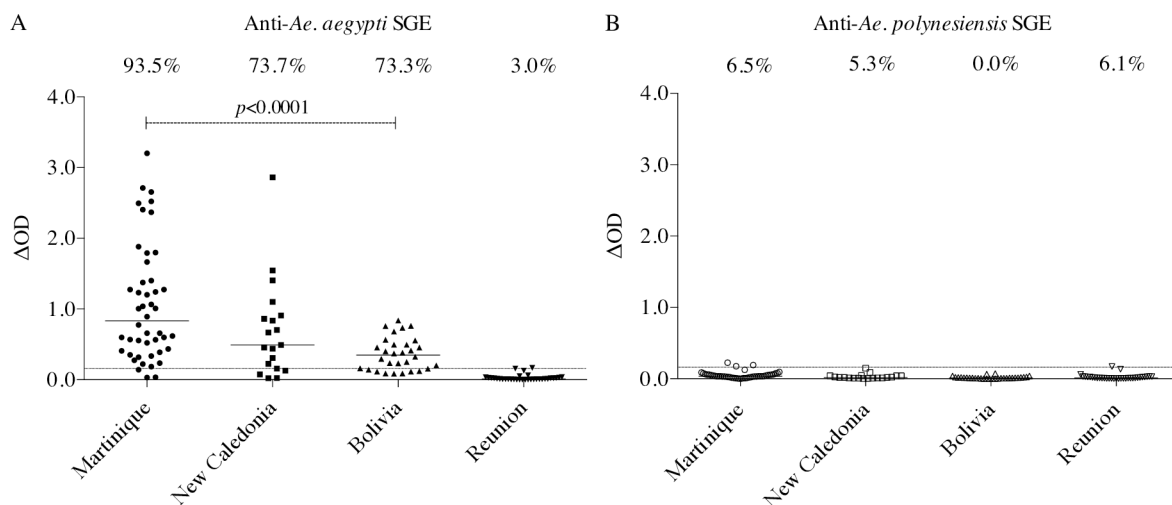 A
Anti-Ae. aegypti SGE
93.5% 73.7% 73.3% 3.0%
p<0.0001
4.0
3.0
2.0
1.0
0.0
ΔOD
Martinique
New Caledonia
Bolivia
Reunion
B
Anti-Ae. polynesiensis SGE
6.5% 5.3% 0.0% 6.1%
4.0
3.0
2.0
1.0
0.0
ΔOD
Martinique
New Caledonia
Bolivia
Reunion